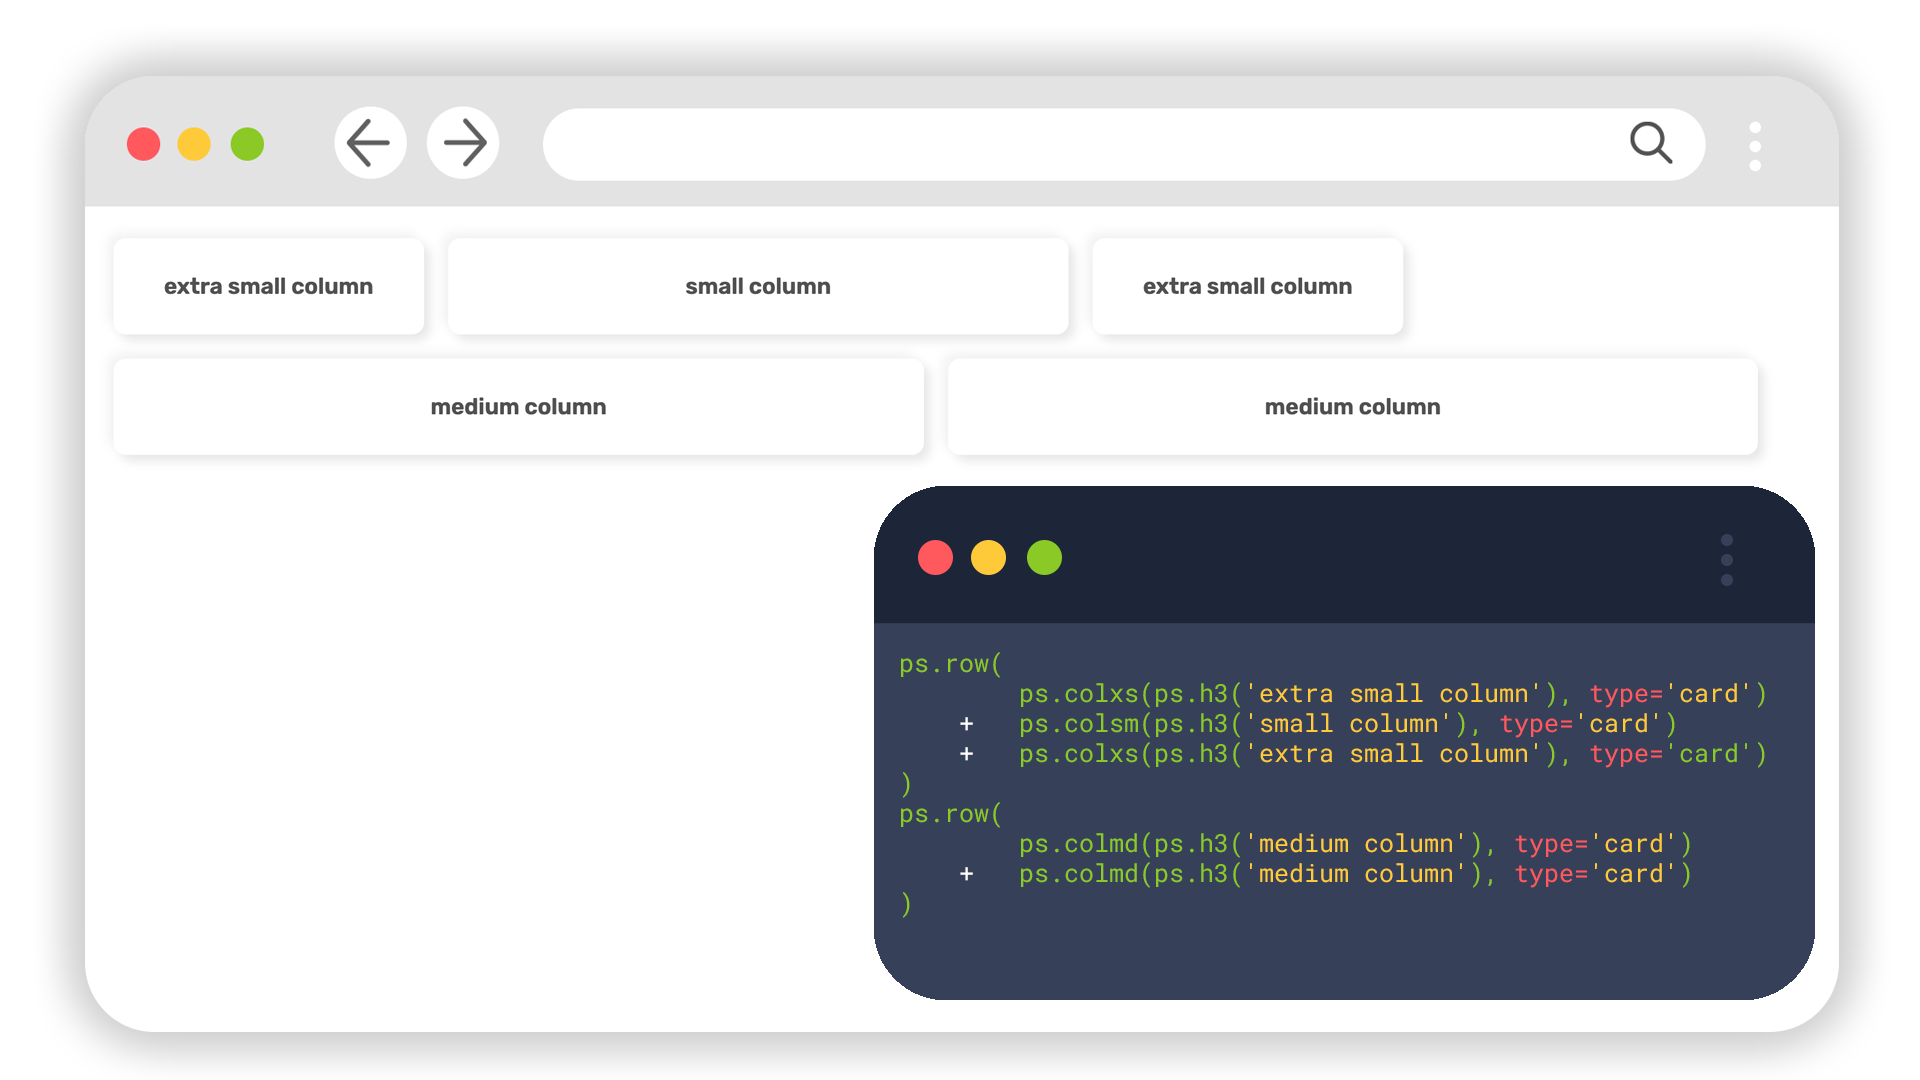 extra small column small column extra small column
medium column medium column
ps.row(
ps.colxs(ps.h3('extra small column'), type='card')
+ ps.colsm(ps.h3('small column'), type='card')
+ ps.colxs(ps.h3('extra small column'), type='card')
)
ps.row(
ps.colmd(ps.h3('medium column'), type='card')
+ ps.colmd(ps.h3('medium column'), type='card')
)